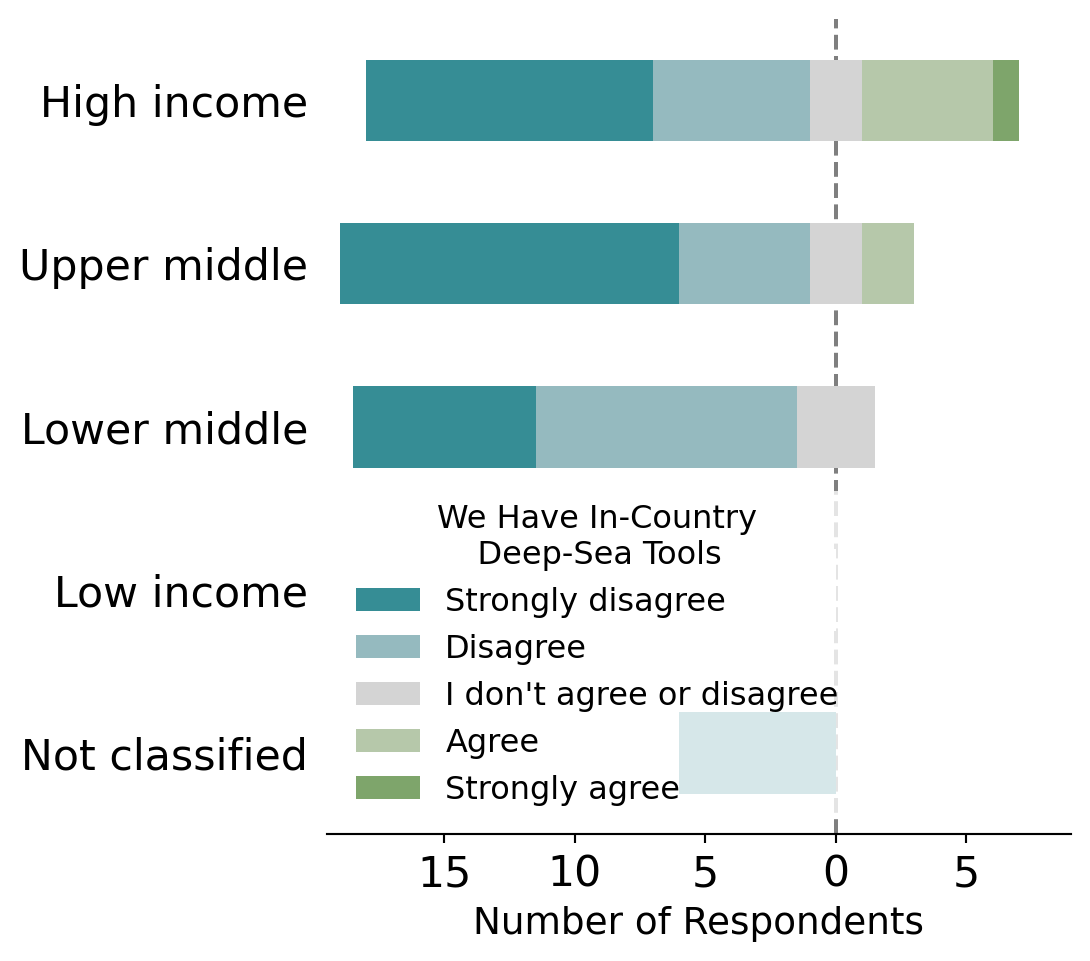 High income
Upper middle
Lower middle
Low income
Not classified
We Have In-Country
Deep-Sea Tools
Strongly disagree
Disagree
I don't agree or disagree
Agree
Strongly agree
15 10 5 0 5
Number of Respondents